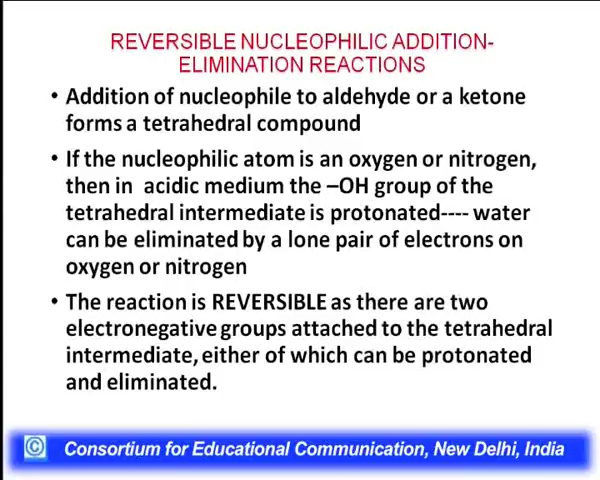 REVERSIBLE NUCLEOPHILIC ADDITION-
ELIMINATION REACTIONS
• Addition of nucleophile to aldehyde or a ketone
forms a tetrahedral compound
• If the nucleophilic atom is an oxygen or nitrogen,
then in acidic medium the –OH group of the
tetrahedral intermediate is protonated---- water
can be eliminated by a lone pair of electrons on
oxygen or nitrogen
• The reaction is REVERSIBLE as there are two
electronegative groups attached to the tetrahedral
intermediate, either of which can be protonated
and eliminated.
© Consortium for Educational Communication, New Delhi, India